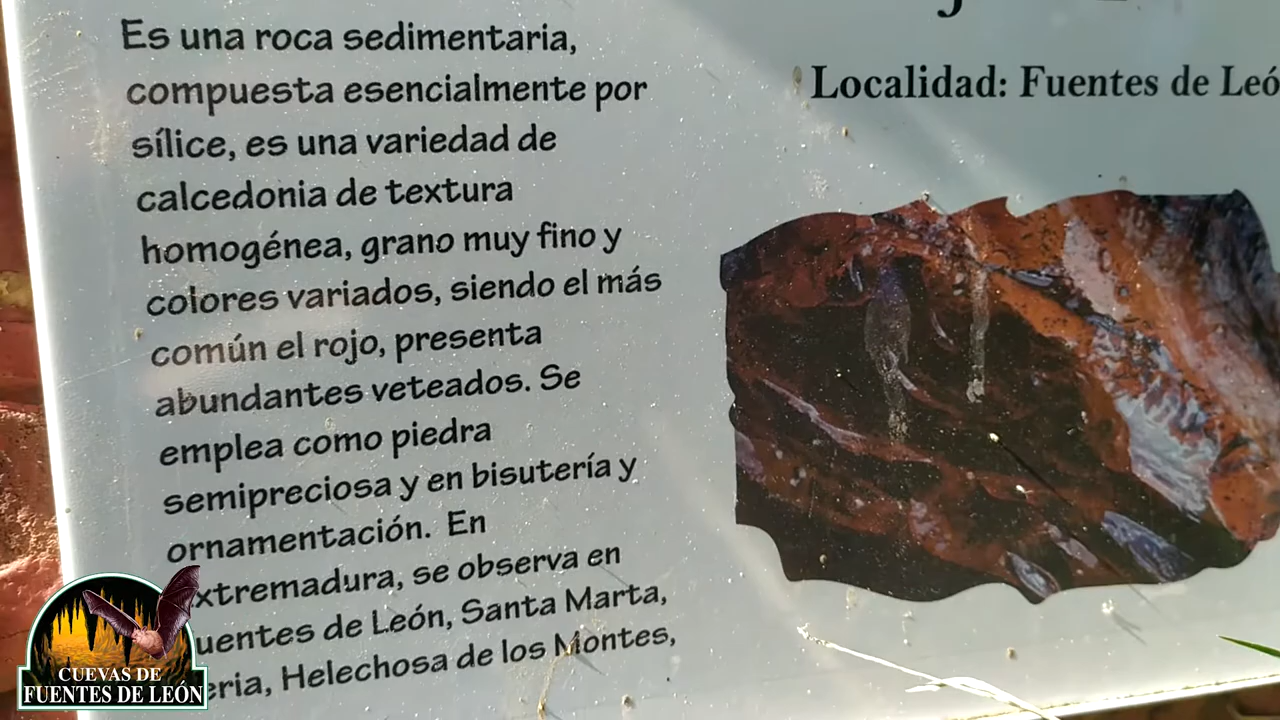 Es una roca sedimentaria,
compuesta esencialmente por
sílice, es una variedad de
calcedonia de textura
homogénea, grano muy fino y
colores variados, siendo el más
común el rojo, presenta
abundantes veteados. Se
emplea como piedra
semipreciosa y en bisutería y
ornamentación. En
xtremadura, se observa en
uentes de León, Santa Marta,
eria, Helechosa de los Montes,
Localidad: Fuentes de Leó
CUEVAS DE
FUENTES DE LEÓN